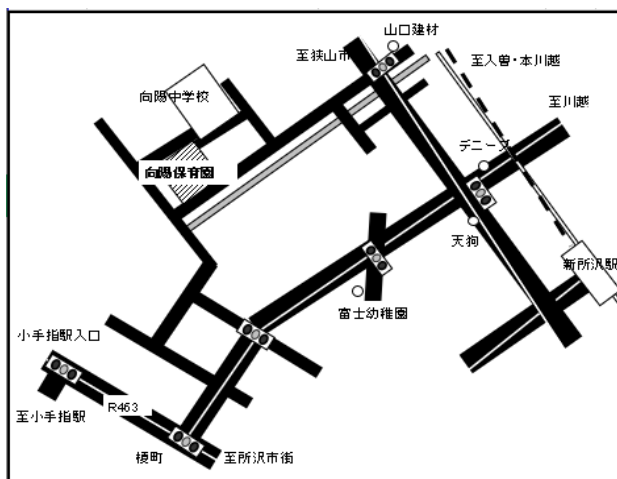 山口建材
至狭山市
至入曽・本川越
向陽中学校
至川越
デニーズ
向陽保育園
天狗
新所沢駅
富士幼稚園
小手指駅入口
R463
至小手指駅
榎町
至所沢市街